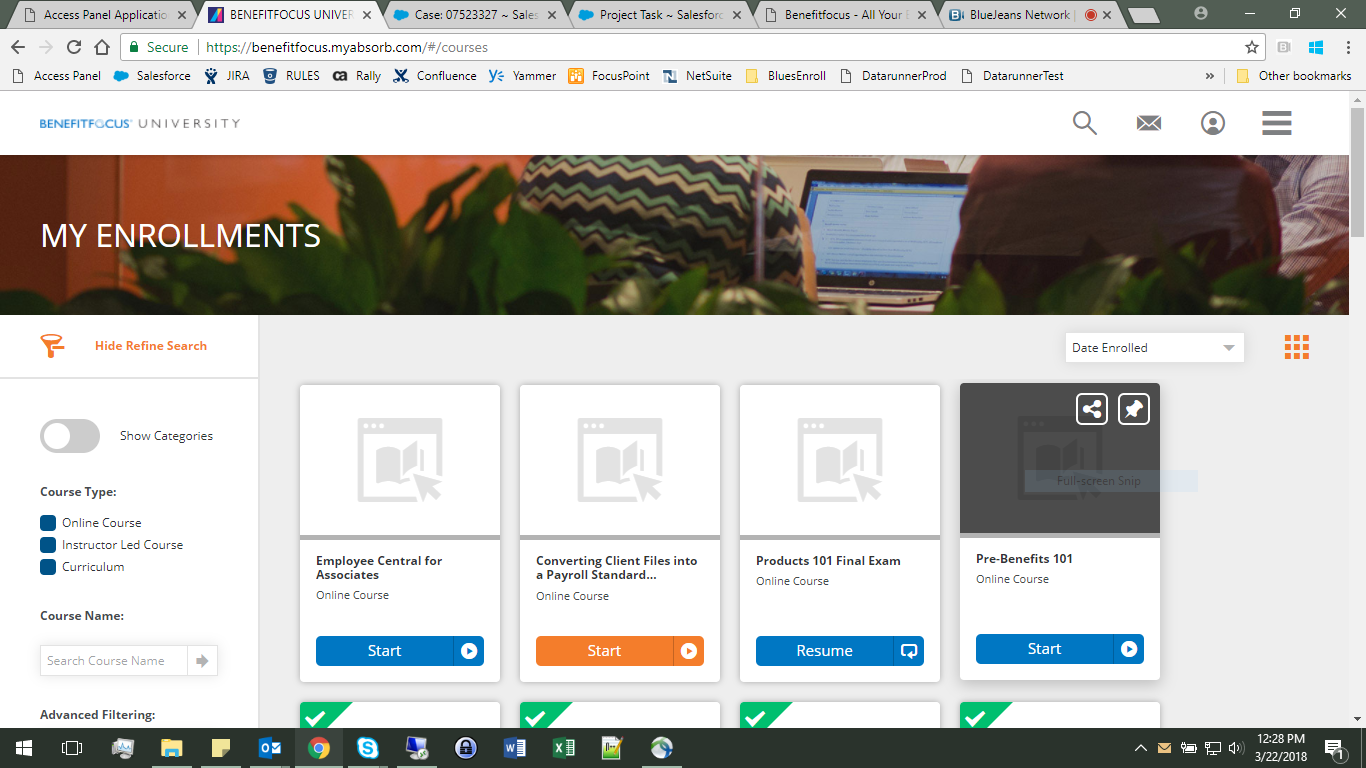 Access Panel Applicatio
BENEFITFOCUS UNIVER
Case: 07523327 ~ Sales
Project Task ~ Salesforc
Benefitfocus - All Your
BlueJeans Network |
Secure
https://benefitfocus.myabsorb.com/#/courses
Access Panel
Salesforce
JIRA
RULES
Rally
Confluence
Yammer
FocusPoint
NetSuite
BluesEnroll
DatarunnerProd
DatarunnerTest
»
Other bookmarks
BENEFITFOCUS UNIVERSITY
MY ENROLLMENTS
Hide Refine Search
Date Enrolled
Show Categories
Course Type:
Online Course
Instructor Led Course
Curriculum
Course Name:
Search Course Name
Advanced Filtering:
Employee Central for
Associates
Online Course
Start
Converting Client Files into
a Payroll Standard...
Online Course
Start
Products 101 Final Exam
Online Course
Resume
Full-screen Snip
Pre-Benefits 101
Online Course
Start
12:28 PM
3/22/2018
1